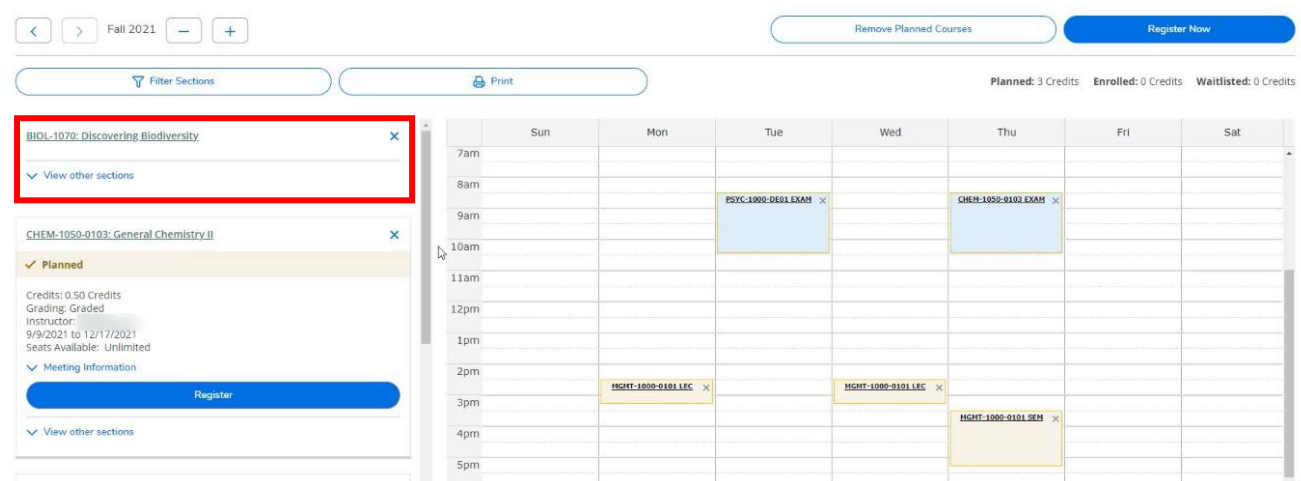 Fall 2021
Remove Planned Courses
Register Now
Filter Sections
Print
Planned: 3 Credits Enrolled: 0 Credits Waitlisted: 0 Credits
BIOL-1070: Discovering Biodiversity
View other sections
CHEM-1050-0103: General Chemistry II
Planned
Credits: 0.50 Credits
Grading: Graded
Instructor:
9/9/2021 to 12/17/2021
Seats Available: Unlimited
Meeting Information
Register
View other sections
Sun Mon Tue Wed Thu Fri Sat
7am
8am
PSYC-1000-DE01 EXAM CHEM-1050-0103 EXAM
9am
10am
11am
12pm
1pm
2pm
MGMT-1000-0101 LEC MGMT-1000-0101 LEC
3pm
MGMT-1000-0101 SEM
4pm
5pm